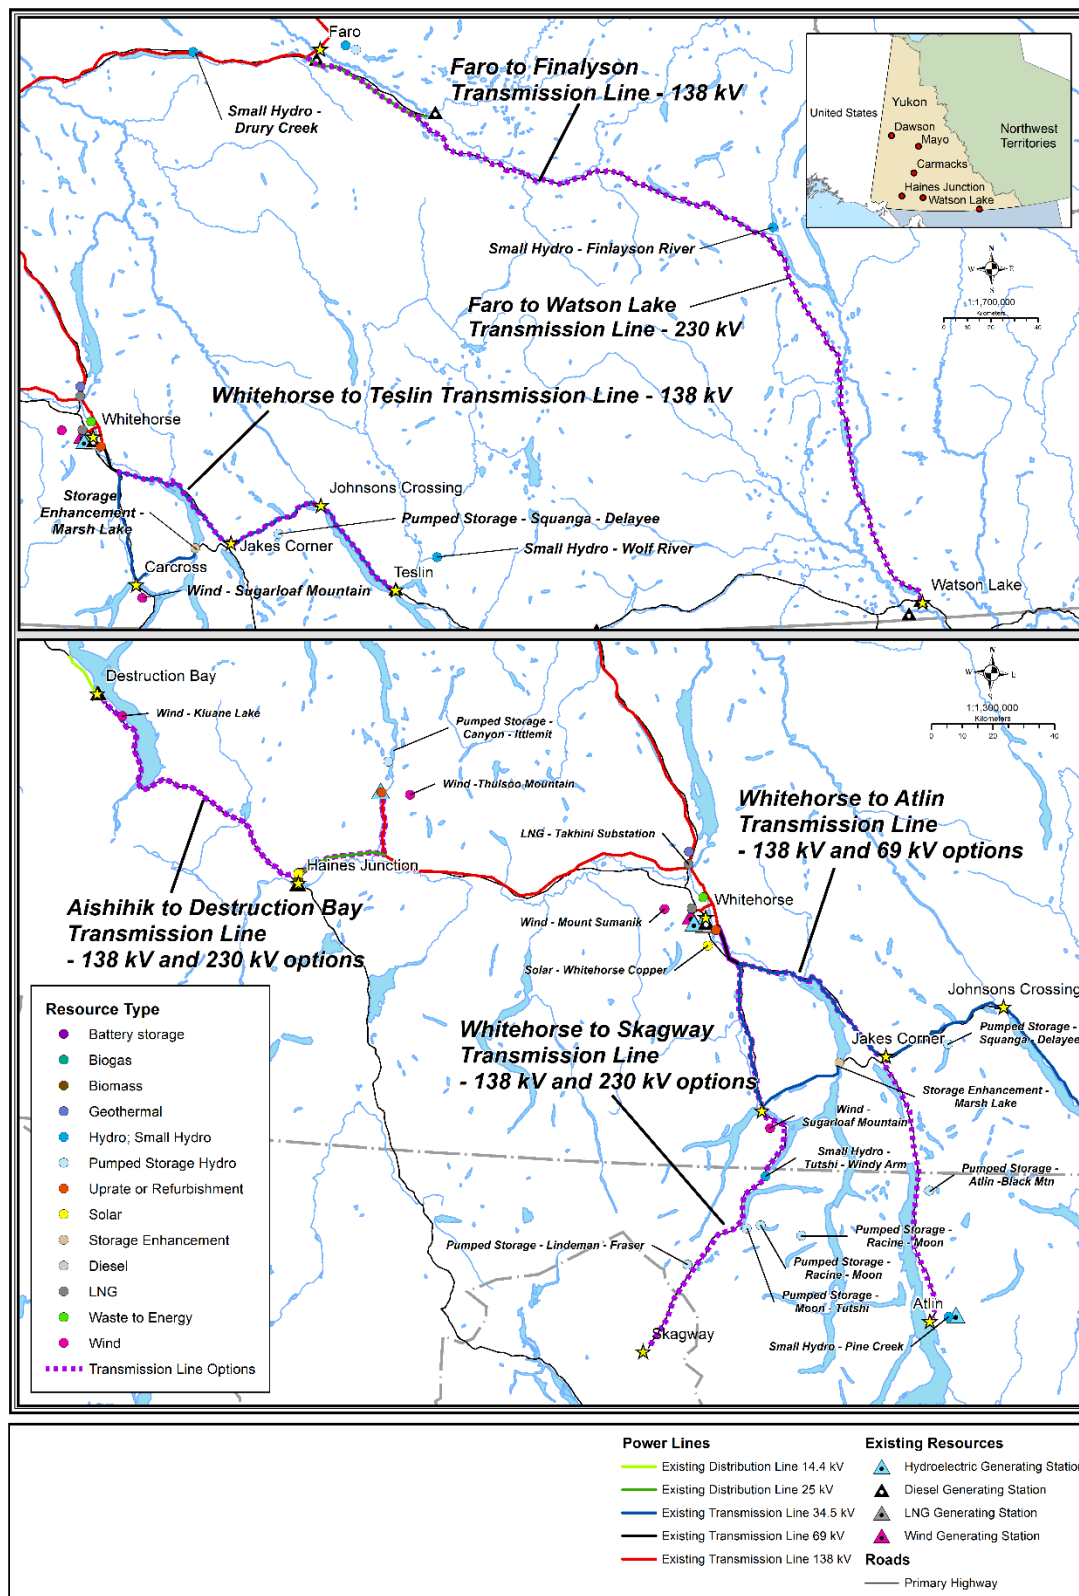 Faro
Small Hydro -
Drury Creek
Faro to Finalyson
Transmission Line - 138 kV
United States
Yukon
Northwest
Territories
Dawson
Mayo
Carmacks
Haines Junction
Watson Lake
Small Hydro - Finlayson River
N
W
E
S
1:1,700,000
Kilometers
0 10 20 40
Faro to Watson Lake
Transmission Line - 230 kV
Whitehorse to Teslin Transmission Line - 138 kV
Whitehorse
Storage
Enhancement -
Marsh Lake
Johnsons Crossing
Pumped Storage - Squanga - Delayee
Jakes Corner
Small Hydro - Wolf River
Carcross
Teslin
Wind - Sugarloaf Mountain
Watson Lake
Destruction Bay
Wind - Kluane Lake
Pumped Storage -
Canyon - Ittlemit
Wind -Thulsoo Mountain
N
W
E
S
1:1,300,000
Kilometers
0 10 20 40
Whitehorse to Atlin
Transmission Line
- 138 kV and 69 kV options
LNG - Takhini Substation
Haines Junction
Whitehorse
Wind - Mount Sumanik
Solar - Whitehorse Copper
Aishihik to Destruction Bay
Transmission Line
- 138 kV and 230 kV options
Whitehorse to Skagway
Transmission Line
- 138 kV and 230 kV options
Johnsons Crossing
Pumped Storage -
Squanga - Delayee
Jakes Corner
Storage Enhancement -
Marsh Lake
Wind -
Sugarloaf Mountain
Small Hydro -
Tutshi - Windy Arm
Pumped Storage -
Atlin -Black Mtn
Pumped Storage -
Racine - Moon
Pumped Storage - Lindeman - Fraser
Pumped Storage -
Racine - Moon
Pumped Storage -
Moon - Tutshi
Atlin
Skagway
Small Hydro - Pine Creek
Resource Type
Battery storage
Biogas
Biomass
Geothermal
Hydro; Small Hydro
Pumped Storage Hydro
Uprate or Refurbishment
Solar
Storage Enhancement
Diesel
LNG
Waste to Energy
Wind
Transmission Line Options
Power Lines
Existing Distribution Line 14.4 kV
Existing Distribution Line 25 kV
Existing Transmission Line 34.5 kV
Existing Transmission Line 69 kV
Existing Transmission Line 138 kV
Existing Resources
Hydroelectric Generating Station
Diesel Generating Station
LNG Generating Station
Wind Generating Station
Roads
Primary Highway